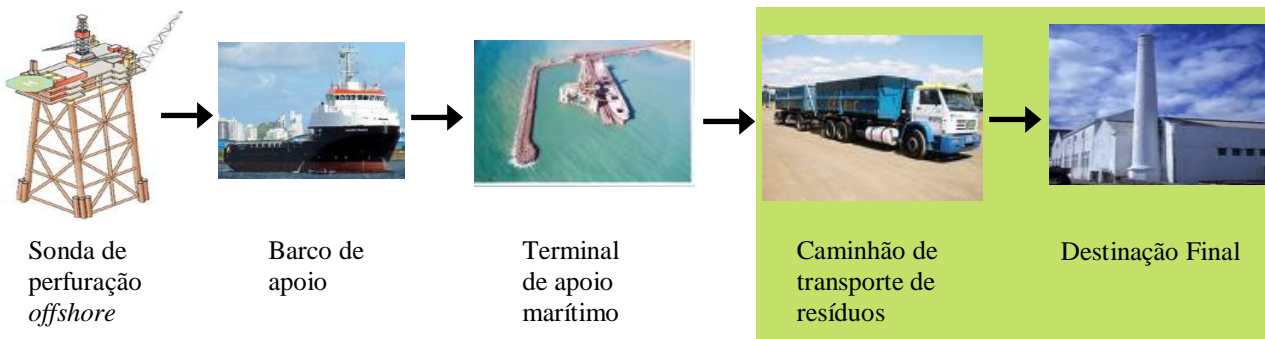 Sonda de
perfuração
offshore
Barco de
apoio
Terminal
de apoio
marítimo
Caminhão de
transporte de
resíduos
Destinação Final